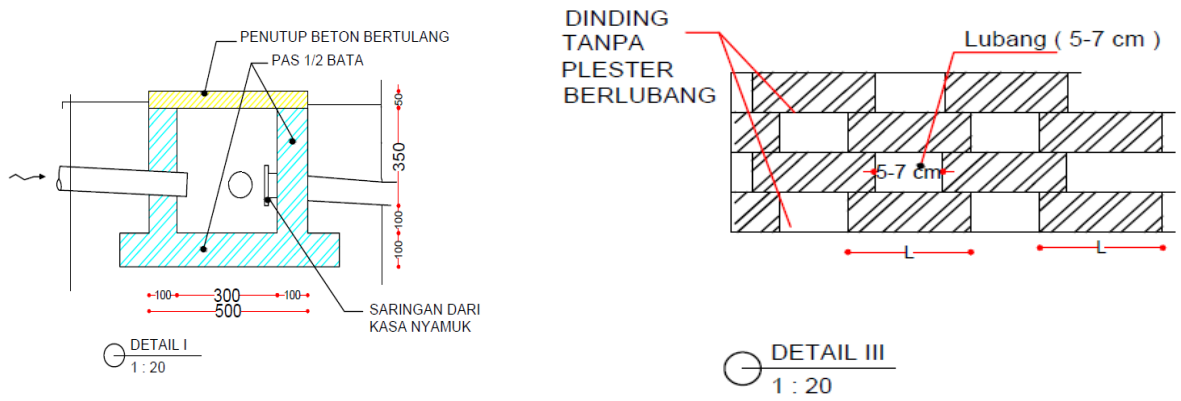 PENUTUP BETON BERTULANG
PAS 1/2 BATA
50
350
100
100
100
300
100
500
SARINGAN DARI
KASA NYAMUK
DETAIL I
1 : 20
DINDING
TANPA
PLESTER
BERLUBANG
Lubang ( 5-7 cm )
5-7 cm
L
L
DETAIL III
1 : 20